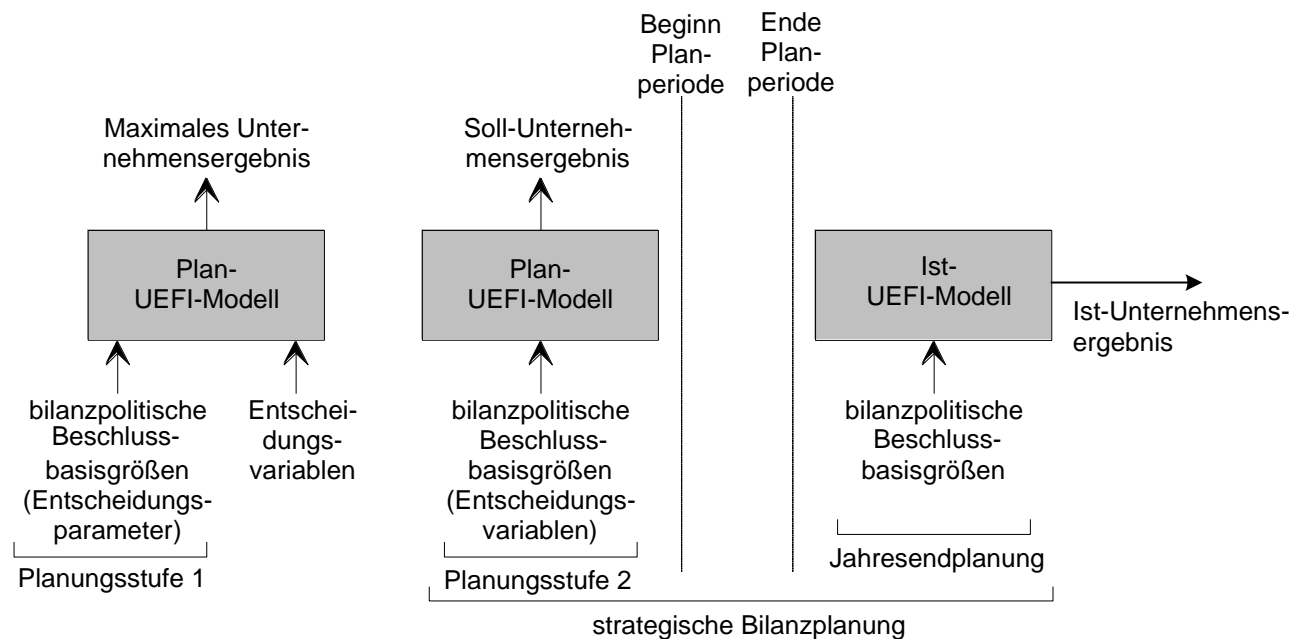 Beginn
Plan-
periode
Ende
Plan-
periode
Maximales Unter-
nehmensergebnis
Soll-Unterneh-
mensergebnis
Plan-
UEFI-Modell
Plan-
UEFI-Modell
Ist-
UEFI-Modell
Ist-Unternehmens-
ergebnis
bilanzpolitische
Beschluss-
basisgrößen
(Entscheidungs-
parameter)
Entschei-
dungs-
variablen
bilanzpolitische
Beschluss-
basisgrößen
(Entscheidungs-
variablen)
bilanzpolitische
Beschluss-
basisgrößen
Planungsstufe 1
Planungsstufe 2
Jahresendplanung
strategische Bilanzplanung